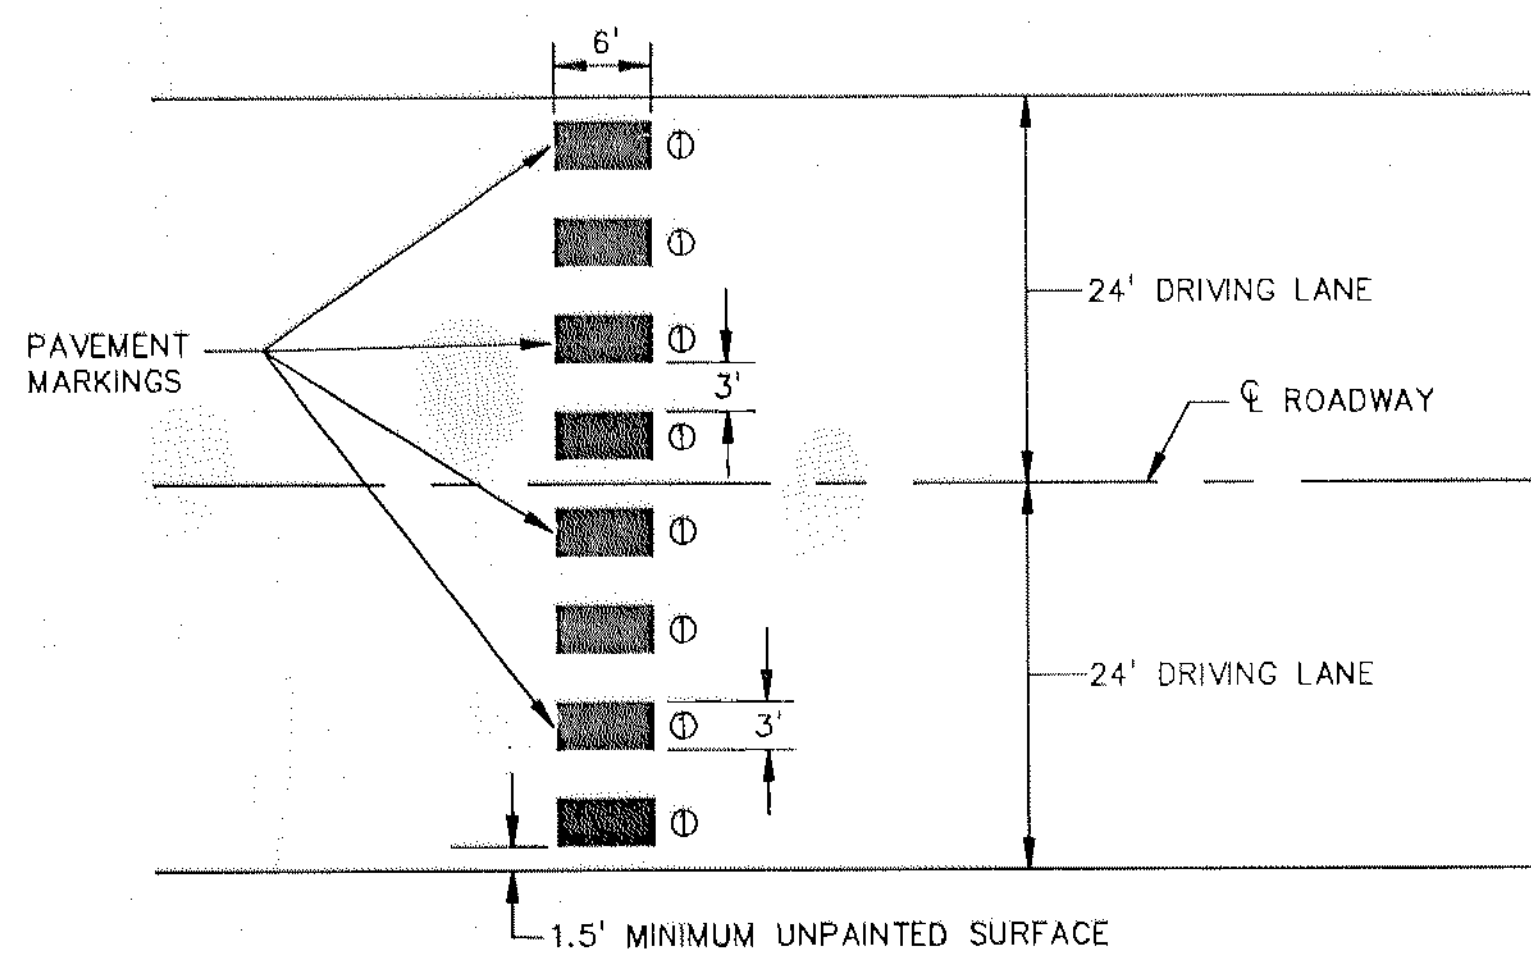 6'
①
①
24' DRIVING LANE
PAVEMENT
MARKINGS
①
3'
℄ ROADWAY
①
①
①
24' DRIVING LANE
①
3'
①
1.5' MINIMUM UNPAINTED SURFACE